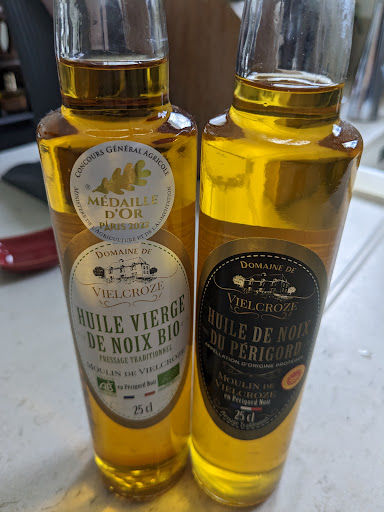 CONCOURS GÉNÉRAL AGRICOLE
MÉDAILLE
D'OR
PARIS 2022
DOMAINE DE
VIELCROZE
HUILE VIERGE
DE NOIX BIO
PRESSAGE TRADITIONNEL
MOULIN DE VIELCROZE
AB
en Périgord Noir
25 cl
DOMAINE DE
VIELCROZE
HUILE DE NOIX
DU PÉRIGORD
APPELLATION D'ORIGINE PROTÉGÉE
MOULIN DE VIELCROZE
en Périgord Noir
25 cl